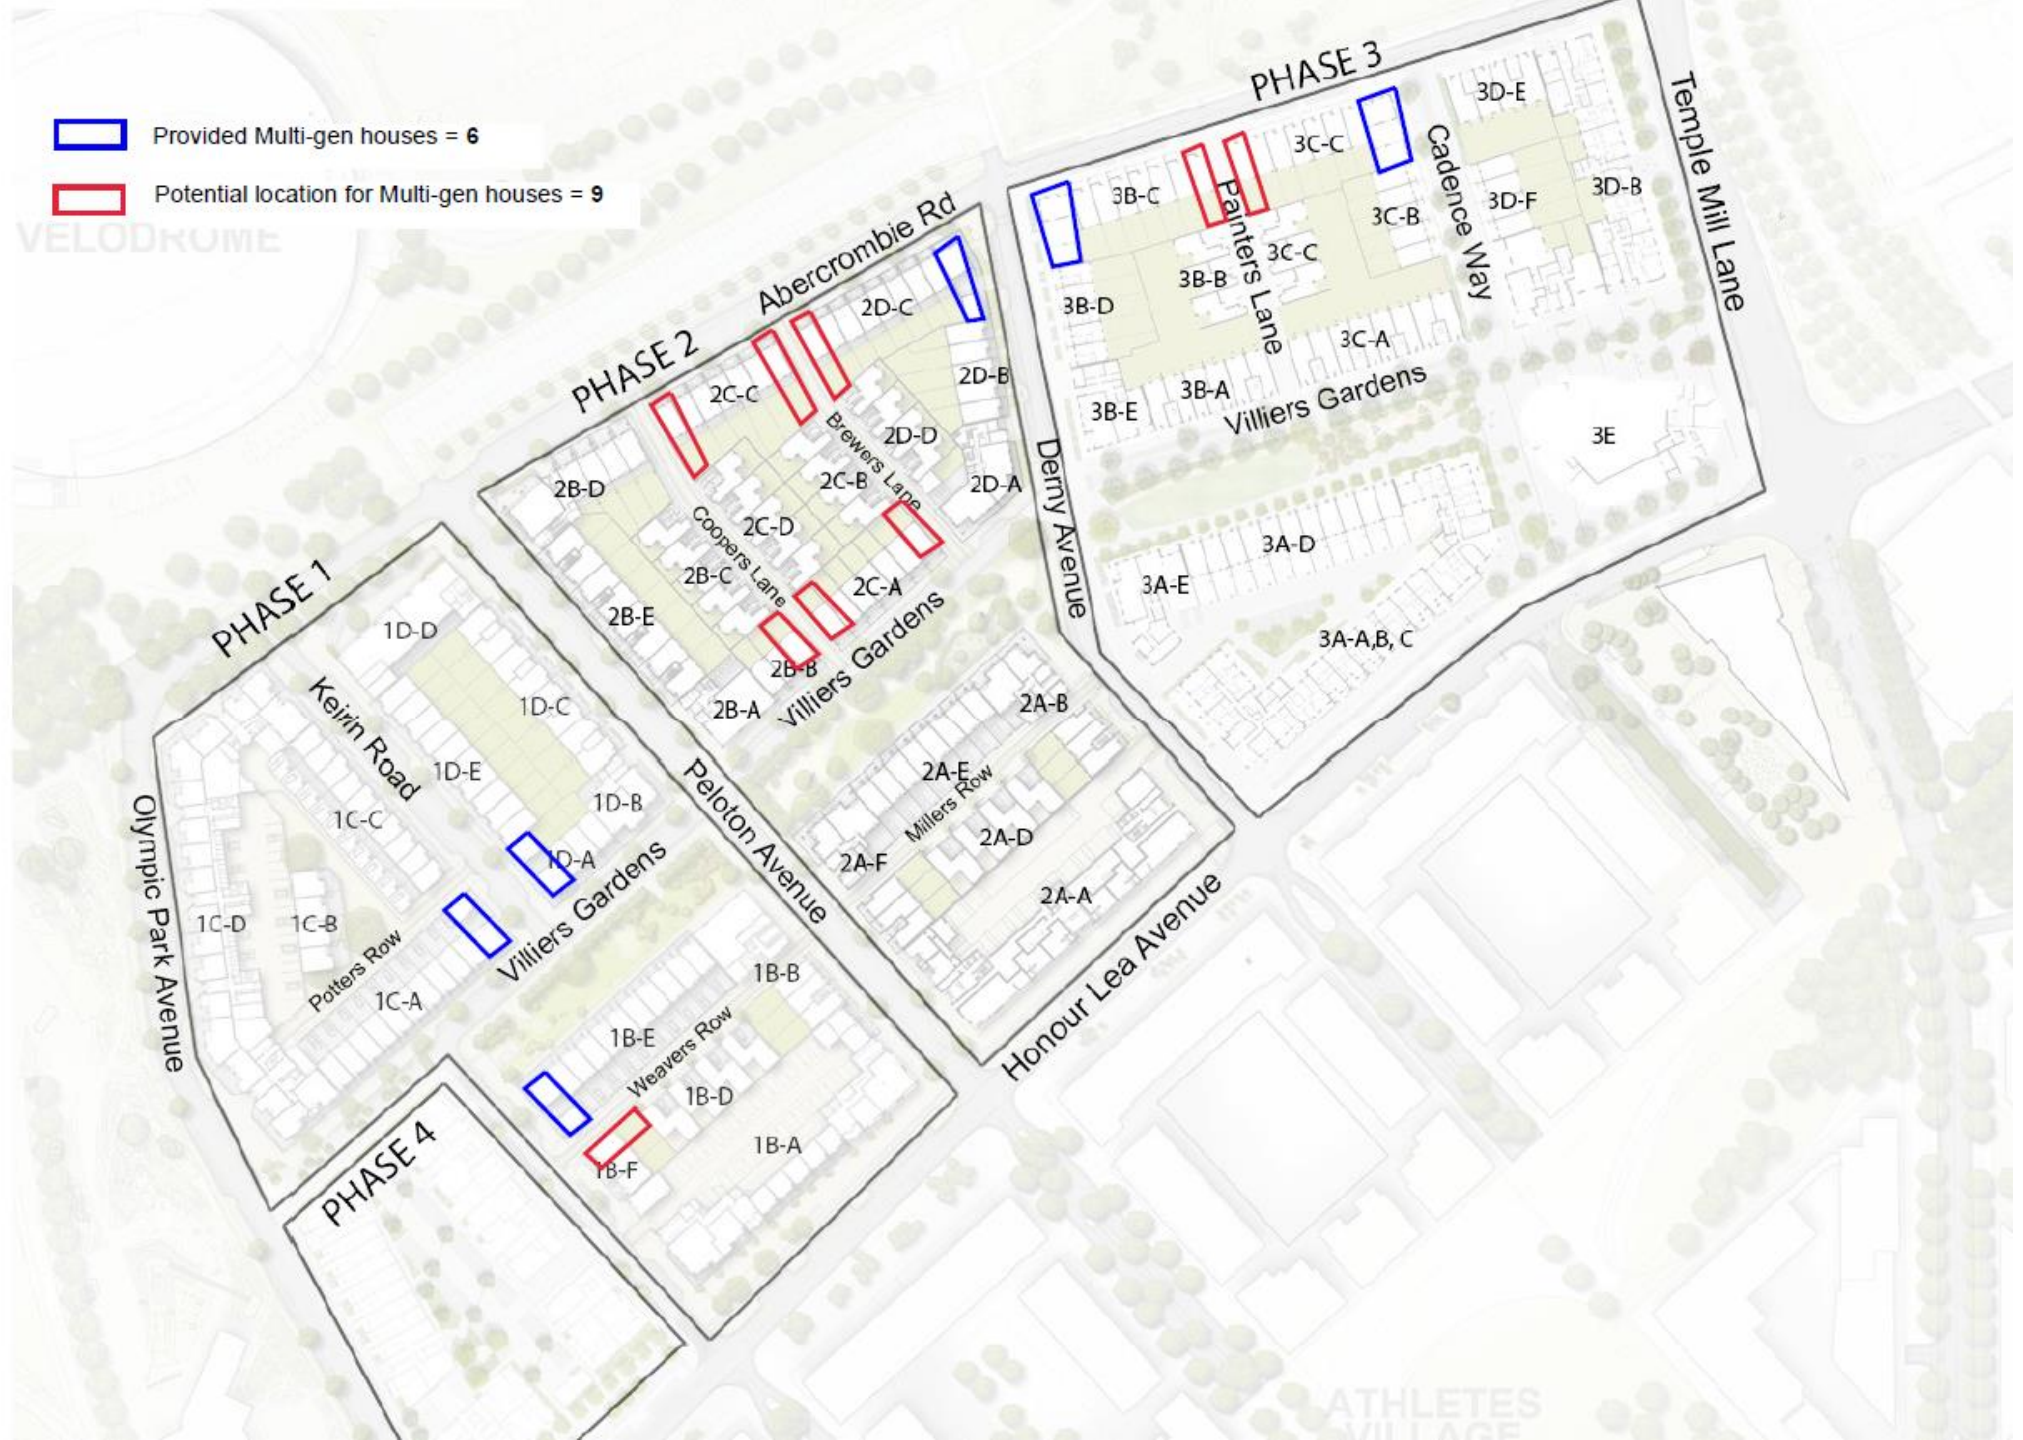 Provided Multi-gen houses = 6
Potential location for Multi-gen houses = 9
VELODROME
PHASE 1
PHASE 2
PHASE 3
PHASE 4
Abercrombie Rd
Temple Mill Lane
Cadence Way
Painters Lane
Villiers Gardens
Derny Avenue
Brewers Lane
Coopers Lane
Villiers Gardens
Peloton Avenue
Millers Row
Honour Lea Avenue
Keirin Road
Olympic Park Avenue
Potters Row
Villiers Gardens
Weavers Row
3D-E
3C-C
3B-C
3D-F
3D-B
3C-B
3C-C
3B-B
3B-D
3C-A
3B-A
3B-E
3E
3A-D
3A-E
3A-A,B, C
2D-C
2D-B
2C-C
2D-D
2C-B
2D-A
2B-D
2C-D
2B-C
2C-A
2B-E
2B-B
2B-A
2A-B
2A-E
2A-D
2A-F
2A-A
1D-D
1D-C
1D-E
1D-B
1C-C
1D-A
1C-D
1C-B
1C-A
1B-B
1B-E
1B-D
1B-A
1B-F
ATHLETES
VILLAGE